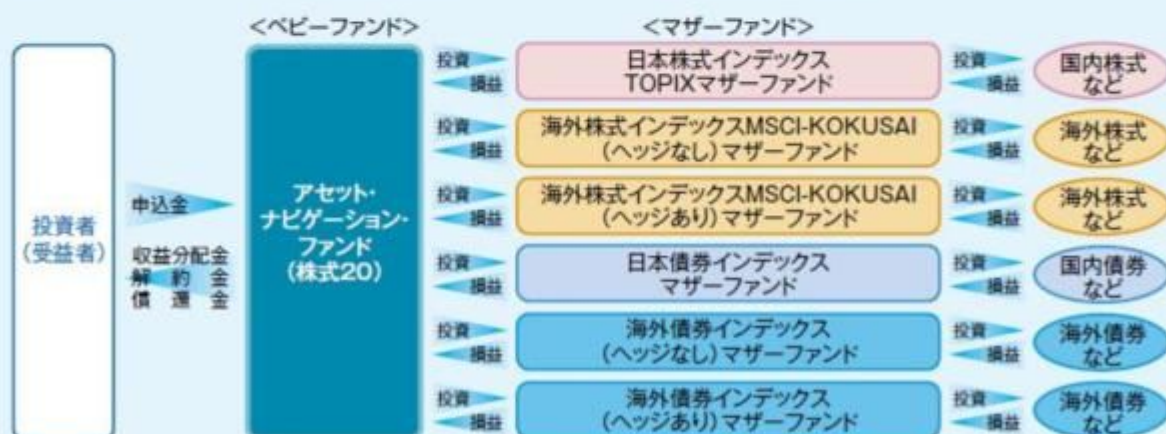 <ベビーファンド>
<マザーファンド>
投資者
(受益者)
申込金
収益分配金
解約金
償還金
アセット・
ナビゲーション・
ファンド
(株式20)
投資
損益
日本株式インデックス
TOPIXマザーファンド
投資
損益
国内株式
など
投資
損益
海外株式インデックスMSCI-KOKUSAI
(ヘッジなし)マザーファンド
投資
損益
海外株式
など
投資
損益
海外株式インデックスMSCI-KOKUSAI
(ヘッジあり)マザーファンド
投資
損益
海外株式
など
投資
損益
日本債券インデックス
マザーファンド
投資
損益
国内債券
など
投資
損益
海外債券インデックス
(ヘッジなし)マザーファンド
投資
損益
海外債券
など
投資
損益
海外債券インデックス
(ヘッジあり)マザーファンド
投資
損益
海外債券
など